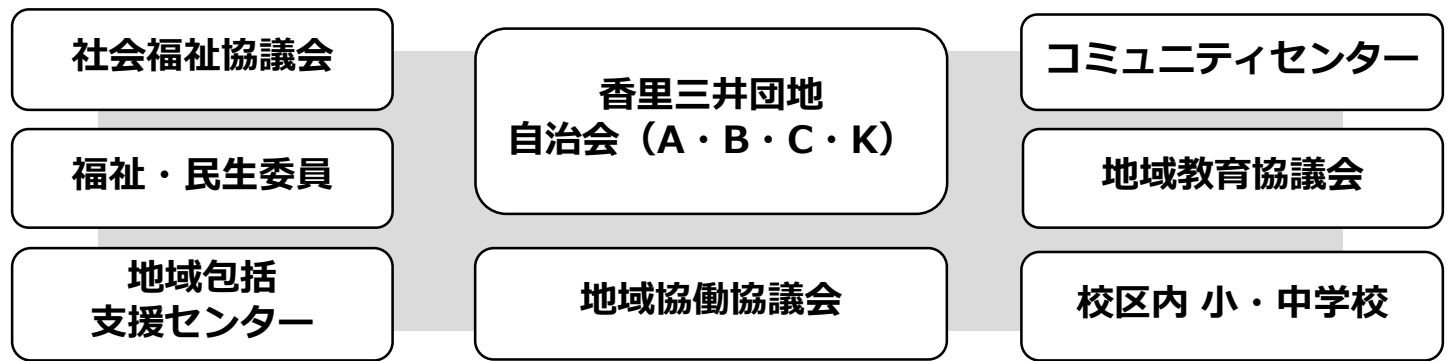 社会福祉協議会
福祉・民生委員
地域包括
支援センター
香里三井団地
自治会（A・B・C・K）
地域協働協議会
コミュニティセンター
地域教育協議会
校区内 小・中学校